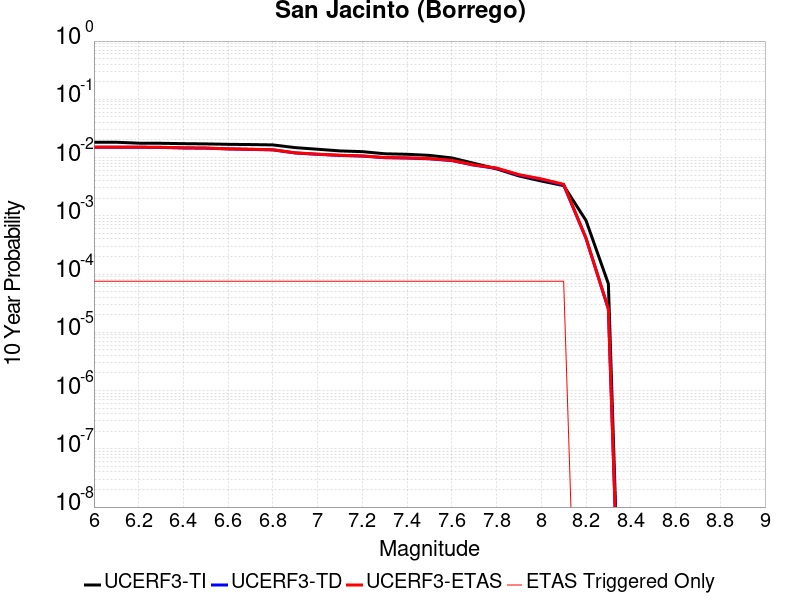 San Jacinto (Borrego)
10^0
10^-1
10^-2
10^-3
10^-4
10^-5
10^-6
10^-7
10^-8
10 Year Probability
6 6.2 6.4 6.6 6.8 7 7.2 7.4 7.6 7.8 8 8.2 8.4 8.6 8.8 9
Magnitude
UCERF3-TI UCERF3-TD UCERF3-ETAS ETAS Triggered Only